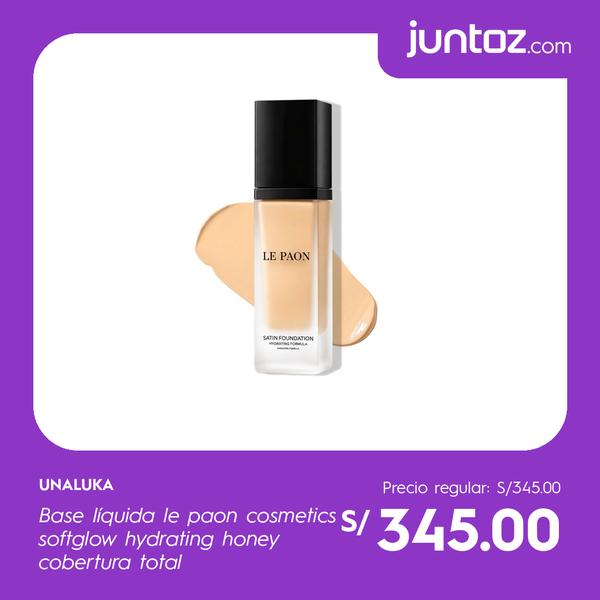 juntoz.com
LE PAON
SATIN FOUNDATION
HYDRATING FORMULA
UNALUKA
Base líquida le paon cosmetics
softglow hydrating honey
cobertura total
Precio regular: S/345.00
S/ 345.00